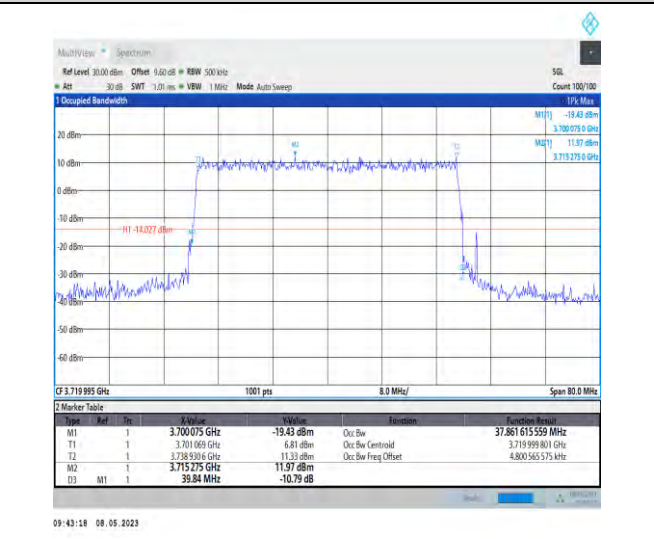 MultiView Spectrum
Ref Level 30.00 dBm Offset 9.60 dB RBW 500 kHz SGL
Att 30 dB SWT 1.01 ms VBW 1 MHz Mode Auto Sweep Count 100/100
1 Occupied Bandwidth 1Pk Max
M1[1] -19.43 dBm
3.700 075 0 GHz
M2[1] 11.97 dBm
3.715 275 0 GHz
20 dBm
M2
T1
T2
10 dBm
0 dBm
-10 dBm
H1 -14.027 dBm
M1
-20 dBm
-30 dBm
D3
-40 dBm
-50 dBm
-60 dBm
CF 3.719 995 GHz 1001 pts 8.0 MHz/ Span 80.0 MHz
2 Marker Table
Type Ref Trc X-Value Y-Value Function Function Result
M1 1 3.700 075 GHz -19.43 dBm Occ Bw 37.861 615 559 MHz
T1 1 3.701 069 GHz 6.81 dBm Occ Bw Centroid 3.719 999 801 GHz
T2 1 3.738 930 6 GHz 11.33 dBm Occ Bw Freq Offset 4.800 565 575 kHz
M2 1 3.715 275 GHz 11.97 dBm
D3 M1 1 39.84 MHz -10.79 dB
09:43:18 08.05.2023